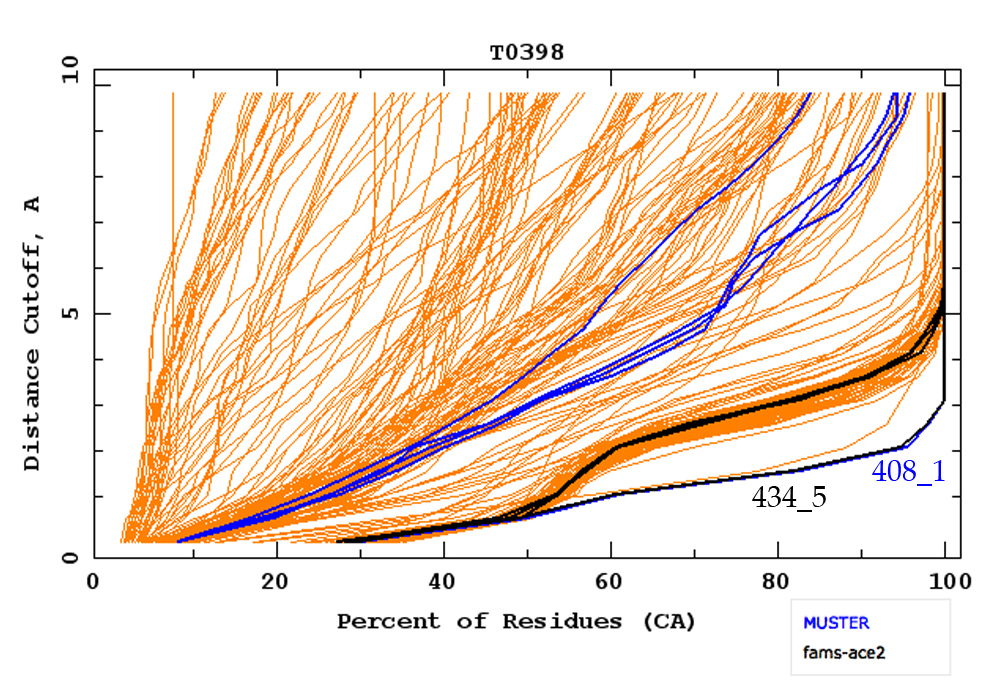 T0398
10
5
0
Distance Cutoff, A
408_1
434_5
0 20 40 60 80 100
Percent of Residues (CA)
MUSTER
fams-ace2